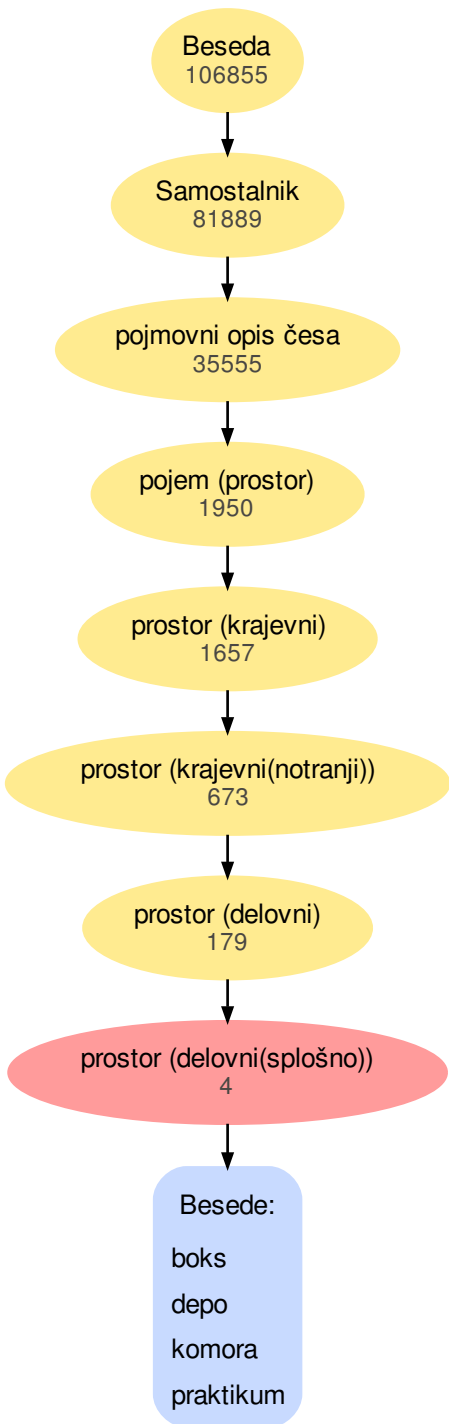 Beseda
106855
Samostalnik
81889
pojmovni opis česa
35555
pojem (prostor)
1950
prostor (krajevni)
1657
prostor (krajevni(notranji))
673
prostor (delovni)
179
prostor (delovni(splošno))
4
Besede:
boks
depo
komora
praktikum